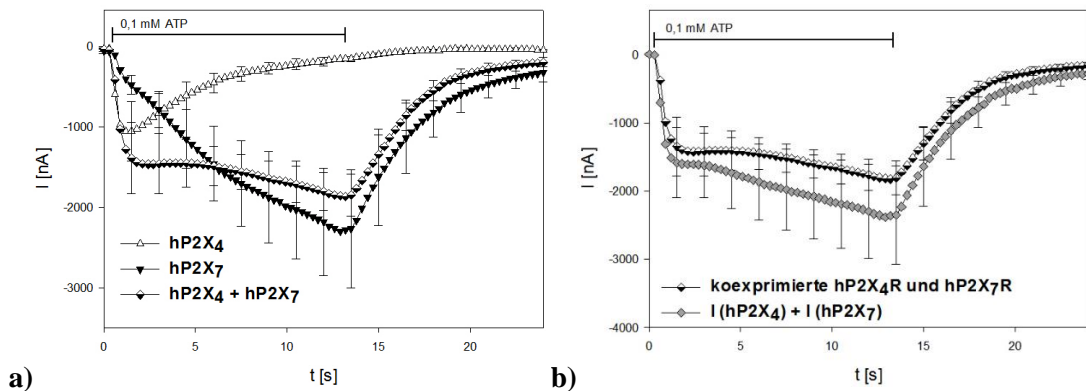 0,1 mM ATP
0
-1000
-2000
-3000
I [nA]
hP2X4
hP2X7
hP2X4 + hP2X7
0
5
10
15
20
t [s]
a)
0,1 mM ATP
0
-1000
-2000
-3000
-4000
I [nA]
koexprimierte hP2X4R und hP2X7R
I (hP2X4) + I (hP2X7)
0
5
10
15
20
t [s]
b)